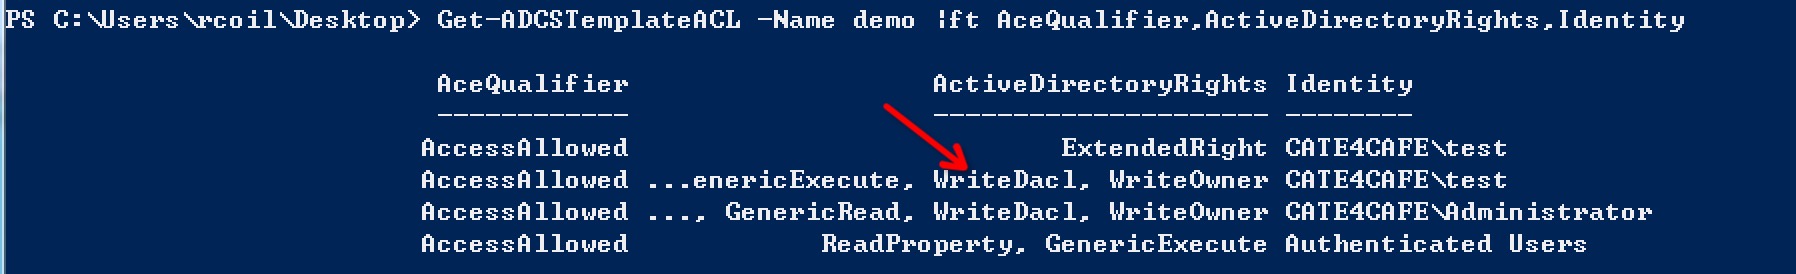 PS C:\Users\rcoil\Desktop> Get-ADCSTemplateACL -Name demo |ft AceQualifier,ActiveDirectoryRights,Identity
AceQualifier ActiveDirectoryRights Identity
------------ --------------------- --------
AccessAllowed ExtendedRight CATE4CAFE\test
AccessAllowed ...enericExecute, WriteDacl, WriteOwner CATE4CAFE\test
AccessAllowed ..., GenericRead, WriteDacl, WriteOwner CATE4CAFE\Administrator
AccessAllowed ReadProperty, GenericExecute Authenticated Users